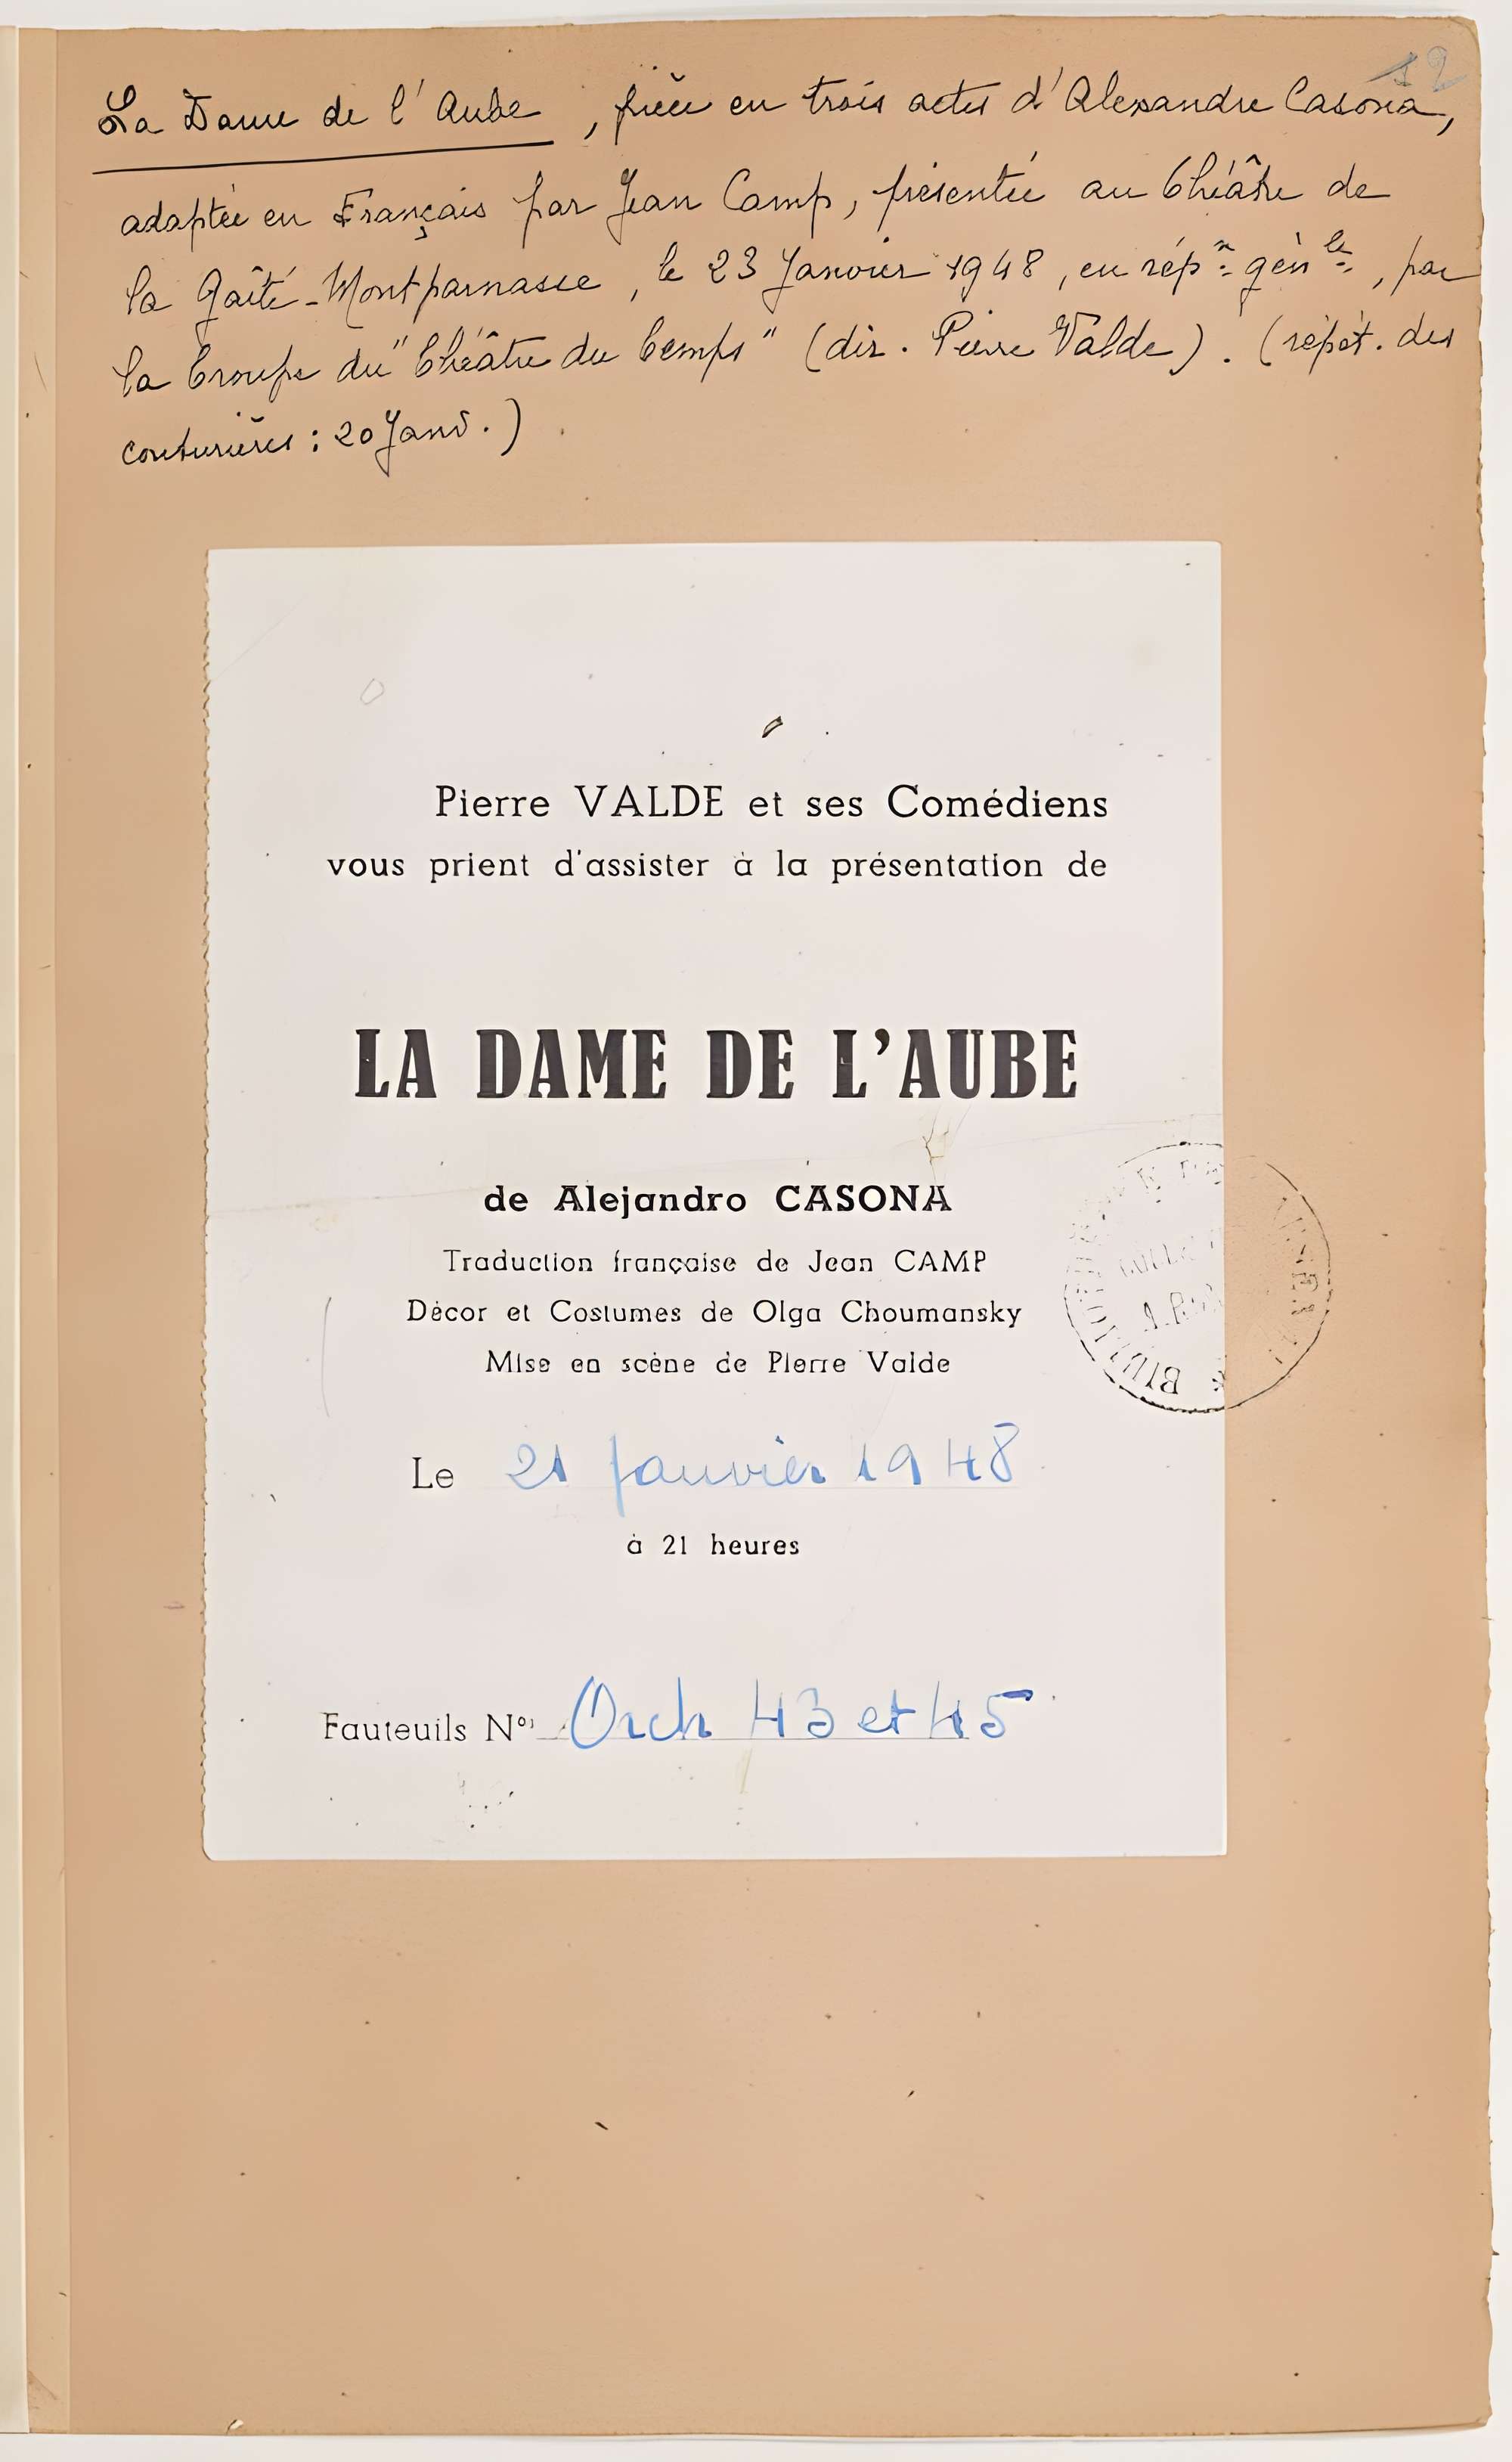 12
La Dame de l'Aube, pièce en trois actes d'Alexandre Casona,
adaptée en Français par Jean Camp, présentée au Théâtre de
la Gaîté-Montparnasse, le 23 Janvier 1948, en rép.n gén.le, par
la Troupe du "Théâtre du Temps" (dir. Pierre Valde). (répét. des
couturières : 20 Janv.)
Pierre VALDE et ses Comédiens
vous prient d'assister à la présentation de
LA DAME DE L'AUBE
de Alejandro CASONA
Traduction française de Jean CAMP
Décor et Costumes de Olga Choumansky
Mise en scène de Pierre Valde
Le 21 Janvier 1948
à 21 heures
Fauteuils Nos Orch 43 et 45